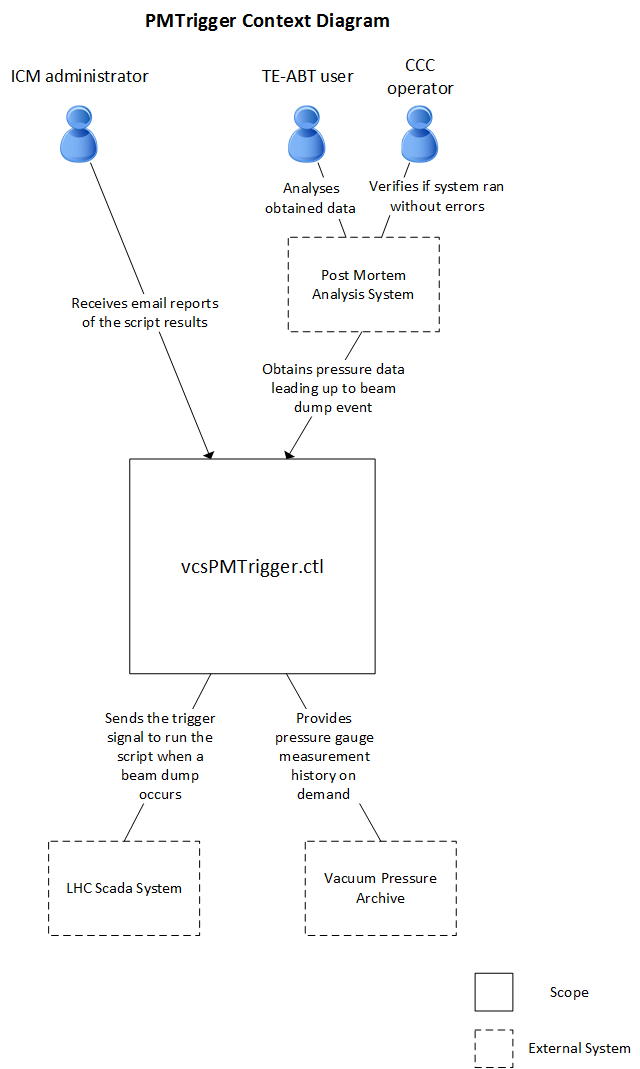 PMTrigger Context Diagram
ICM administrator
TE-ABT user
CCC
operator
Analyses
obtained data
Verifies if system ran
without errors
Post Mortem
Analysis System
Receives email reports
of the script results
Obtains pressure data
leading up to beam
dump event
vcsPMTrigger.ctl
Sends the trigger
signal to run the
script when a
beam dump
occurs
Provides
pressure gauge
measurement
history on
demand
LHC Scada System
Vacuum Pressure
Archive
Scope
External System